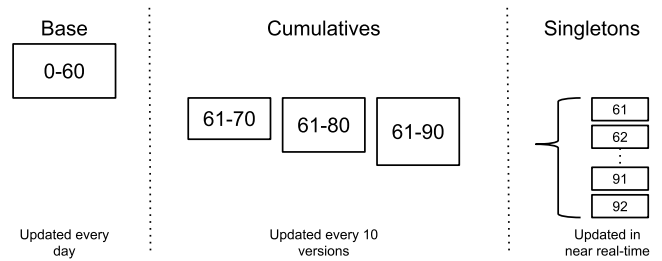 Base
0-60
Updated every
day
Cumulatives
61-70
61-80
61-90
Updated every 10
versions
Singletons
61
62
91
92
Updated in
near real-time